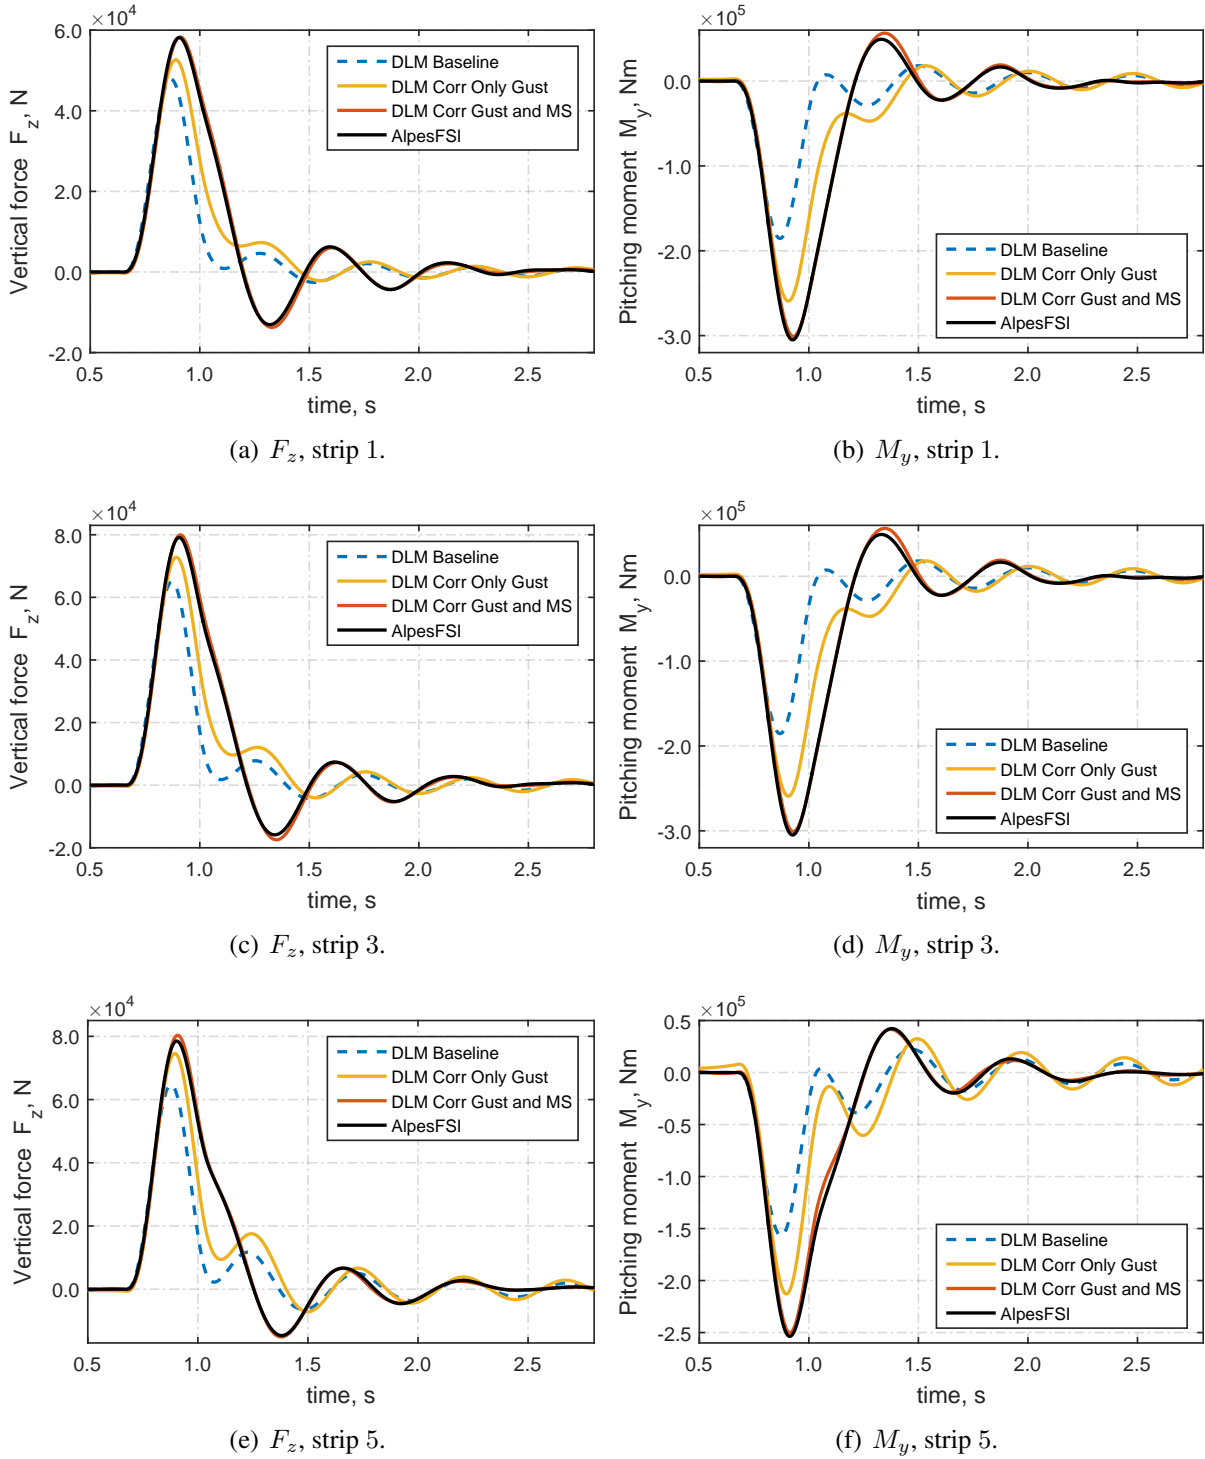 ×10⁴
6.0
4.0
2.0
0.0
-2.0
Vertical force F_z, N
DLM Baseline
DLM Corr Only Gust
DLM Corr Gust and MS
AlpesFSI
0.5 1.0 1.5 2.0 2.5
time, s
(a) F_z, strip 1.
×10⁵
0.0
-1.0
-2.0
-3.0
Pitching moment M_y, Nm
DLM Baseline
DLM Corr Only Gust
DLM Corr Gust and MS
AlpesFSI
0.5 1.0 1.5 2.0 2.5
time, s
(b) M_y, strip 1.
×10⁴
8.0
6.0
4.0
2.0
0.0
-2.0
Vertical force F_z, N
DLM Baseline
DLM Corr Only Gust
DLM Corr Gust and MS
AlpesFSI
0.5 1.0 1.5 2.0 2.5
time, s
(c) F_z, strip 3.
×10⁵
0.0
-1.0
-2.0
-3.0
Pitching moment M_y, Nm
DLM Baseline
DLM Corr Only Gust
DLM Corr Gust and MS
AlpesFSI
0.5 1.0 1.5 2.0 2.5
time, s
(d) M_y, strip 3.
×10⁴
8.0
6.0
4.0
2.0
0.0
Vertical force F_z, N
DLM Baseline
DLM Corr Only Gust
DLM Corr Gust and MS
AlpesFSI
0.5 1.0 1.5 2.0 2.5
time, s
(e) F_z, strip 5.
×10⁵
0.5
0.0
-0.5
-1.0
-1.5
-2.0
-2.5
Pitching moment M_y, Nm
DLM Baseline
DLM Corr Only Gust
DLM Corr Gust and MS
AlpesFSI
0.5 1.0 1.5 2.0 2.5
time, s
(f) M_y, strip 5.